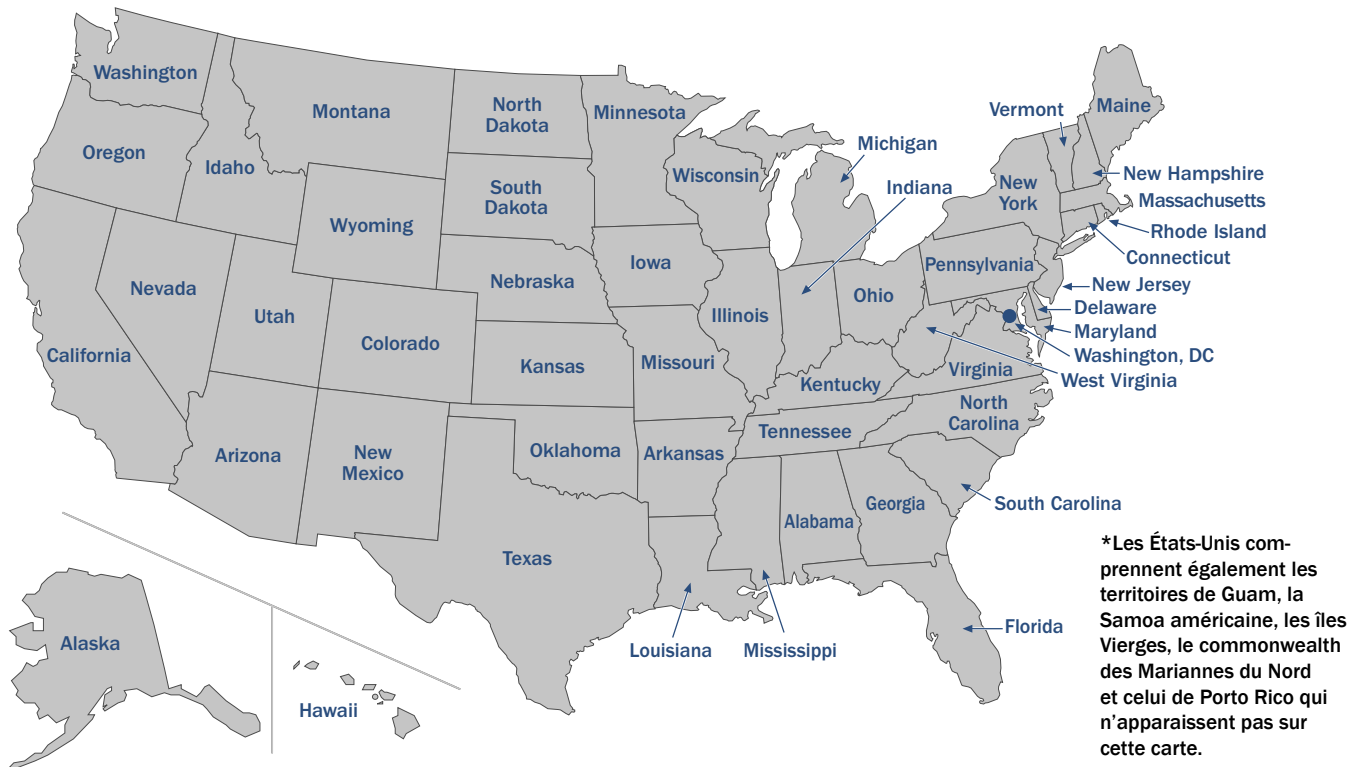 Washington
Oregon
Idaho
Montana
North
Dakota
Minnesota
South
Dakota
Wyoming
Wisconsin
Michigan
Indiana
Vermont
Maine
New
York
New Hampshire
Massachusetts
Rhode Island
Connecticut
New Jersey
Delaware
Maryland
Washington, DC
West Virginia
Pennsylvania
Ohio
Illinois
Iowa
Nebraska
Nevada
Utah
Colorado
California
Kansas
Missouri
Kentucky
Virginia
North
Carolina
Tennessee
Arizona
New
Mexico
Oklahoma
Arkansas
South Carolina
Georgia
Alabama
Texas
Louisiana
Mississippi
Florida
Alaska
Hawaii
*Les États-Unis com-
prennent également les
territoires de Guam, la
Samoa américaine, les îles
Vierges, le commonwealth
des Mariannes du Nord
et celui de Porto Rico qui
n'apparaissent pas sur
cette carte.